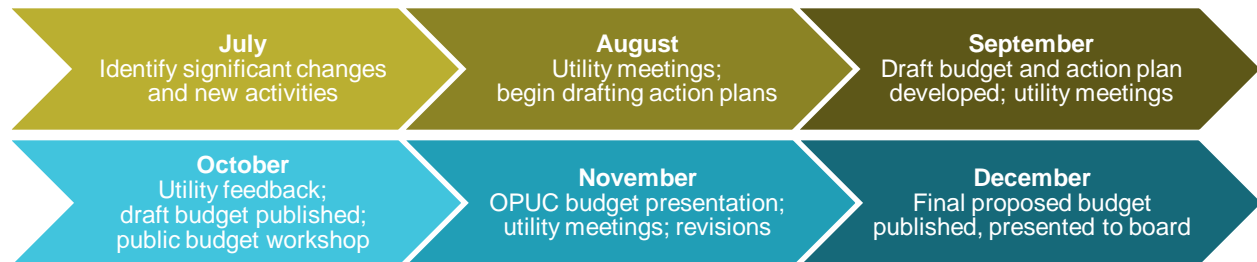 July
Identify significant changes
and new activities
August
Utility meetings;
begin drafting action plans
September
Draft budget and action plan
developed; utility meetings
October
Utility feedback;
draft budget published;
public budget workshop
November
OPUC budget presentation;
utility meetings; revisions
December
Final proposed budget
published, presented to board